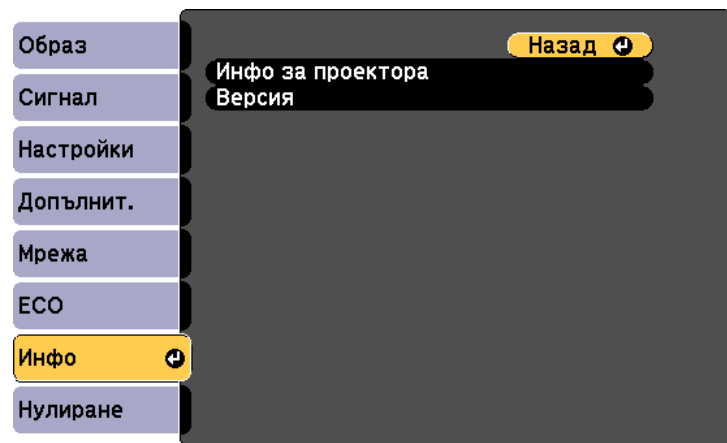 Образ
Сигнал
Настройки
Допълнит.
Мрежа
ECO
Инфо
Нулиране
Назад
Инфо за проектора
Версия